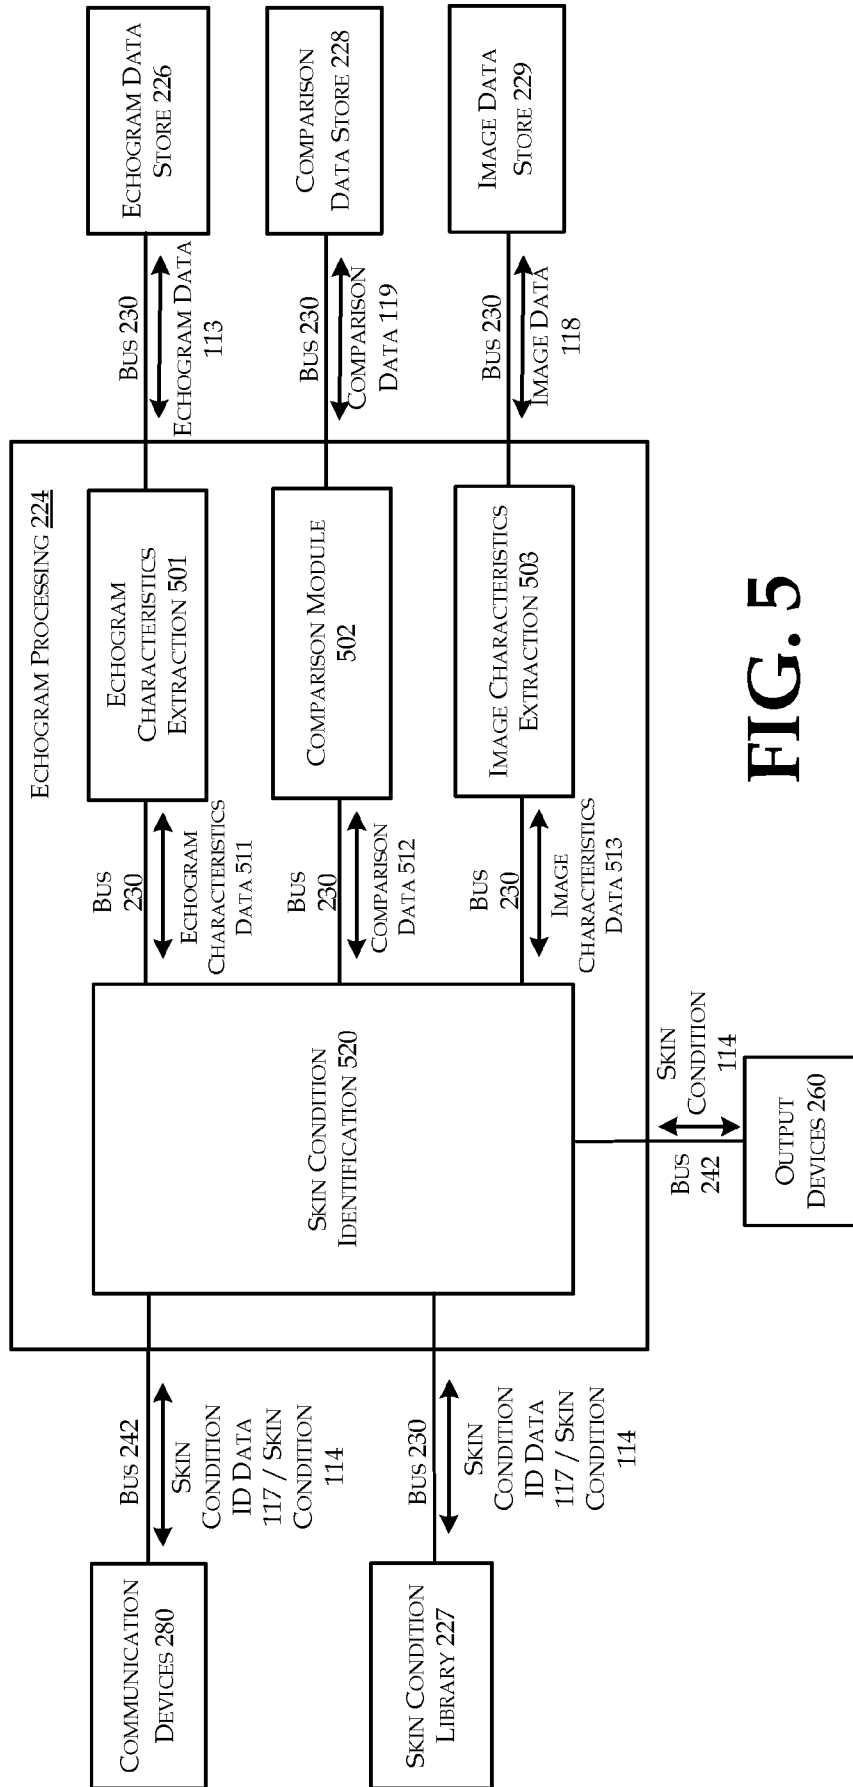 ECHOGRAM PROCESSING 224
COMMUNICATION
DEVICES 280
BUS 242
SKIN
CONDITION
ID DATA
117 / SKIN
CONDITION
114
SKIN CONDITION
LIBRARY 227
BUS 230
SKIN
CONDITION
ID DATA
117 / SKIN
CONDITION
114
SKIN CONDITION
IDENTIFICATION 520
BUS
242
SKIN
CONDITION
114
OUTPUT
DEVICES 260
BUS
230
ECHOGRAM
CHARACTERISTICS
DATA 511
BUS
230
COMPARISON
DATA 512
BUS
230
IMAGE
CHARACTERISTICS
DATA 513
ECHOGRAM
CHARACTERISTICS
EXTRACTION 501
COMPARISON MODULE
502
IMAGE CHARACTERISTICS
EXTRACTION 503
BUS 230
ECHOGRAM DATA
113
BUS 230
COMPARISON
DATA 119
BUS 230
IMAGE DATA
118
ECHOGRAM DATA
STORE 226
COMPARISON
DATA STORE 228
IMAGE DATA
STORE 229
FIG. 5